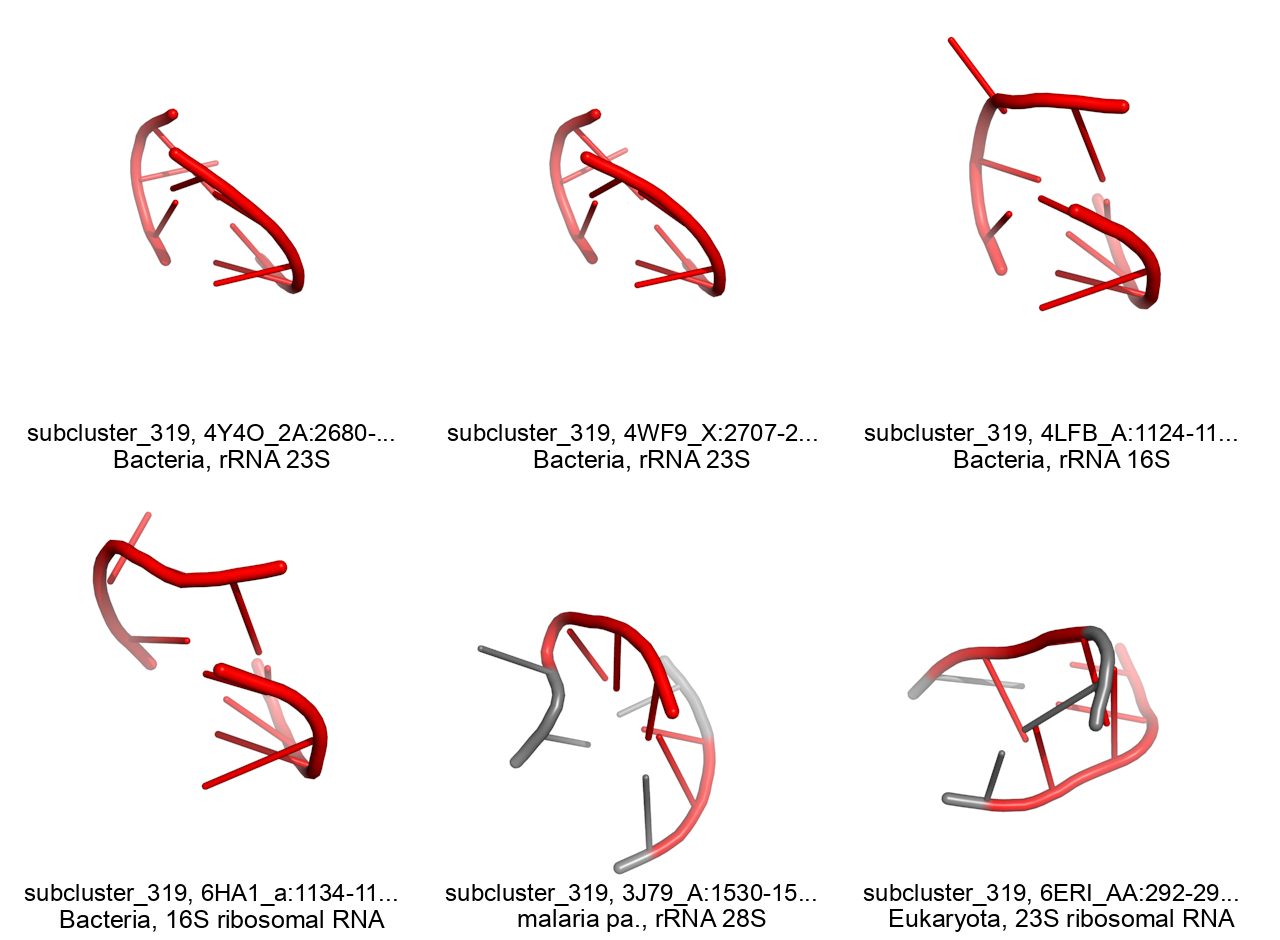 subcluster_319, 4Y4O_2A:2680-...
Bacteria, rRNA 23S
subcluster_319, 4WF9_X:2707-2...
Bacteria, rRNA 23S
subcluster_319, 4LFB_A:1124-11...
Bacteria, rRNA 16S
subcluster_319, 6HA1_a:1134-11...
Bacteria, 16S ribosomal RNA
subcluster_319, 3J79_A:1530-15...
malaria pa., rRNA 28S
subcluster_319, 6ERI_AA:292-29...
Eukaryota, 23S ribosomal RNA